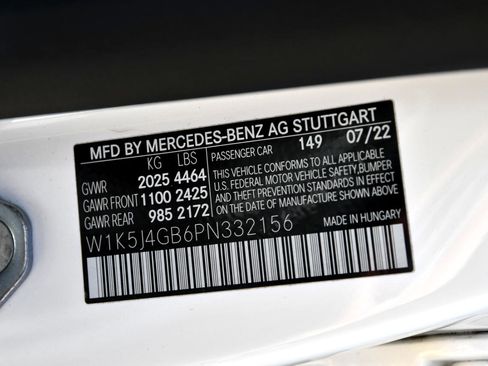 MFD BY MERCEDES-BENZ AG STUTTGART
KG LBS PASSENGER CAR 149 07/22
GVWR 2025 4464
GAWR FRONT 1100 2425
GAWR REAR 985 2172
THIS VEHICLE CONFORMS TO ALL APPLICABLE
U.S. FEDERAL MOTOR VEHICLE SAFETY, BUMPER
AND THEFT PREVENTION STANDARDS IN EFFECT
ON THE DATE OF MANUFACTURE SHOWN ABOVE.
MADE IN HUNGARY
W1K5J4GB6PN332156